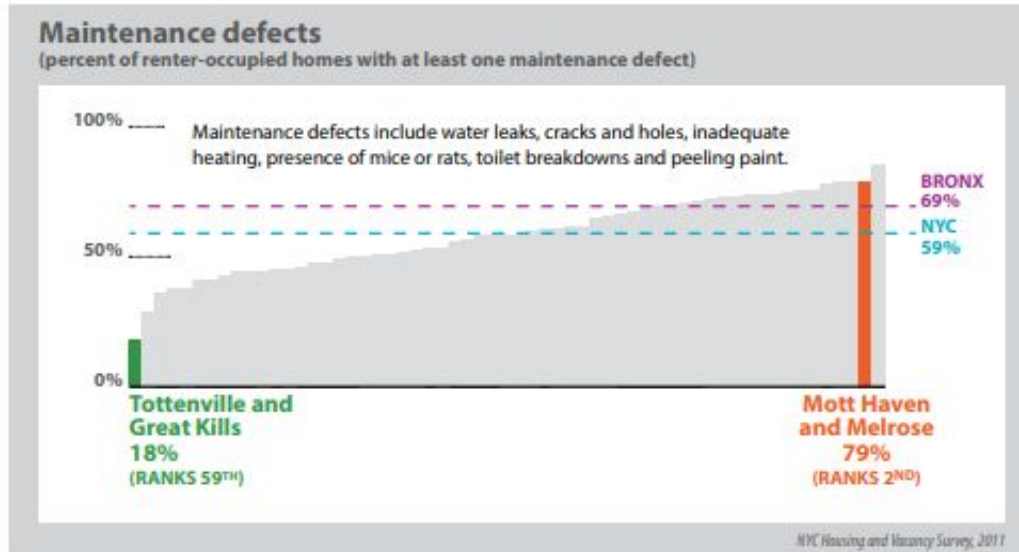 Maintenance defects
(percent of renter-occupied homes with at least one maintenance defect)
100%
Maintenance defects include water leaks, cracks and holes, inadequate
heating, presence of mice or rats, toilet breakdowns and peeling paint.
BRONX
69%
NYC
59%
50%
0%
Tottenville and
Great Kills
18%
(RANKS 59TH)
Mott Haven
and Melrose
79%
(RANKS 2ND)
NYC Housing and Vacancy Survey, 2011